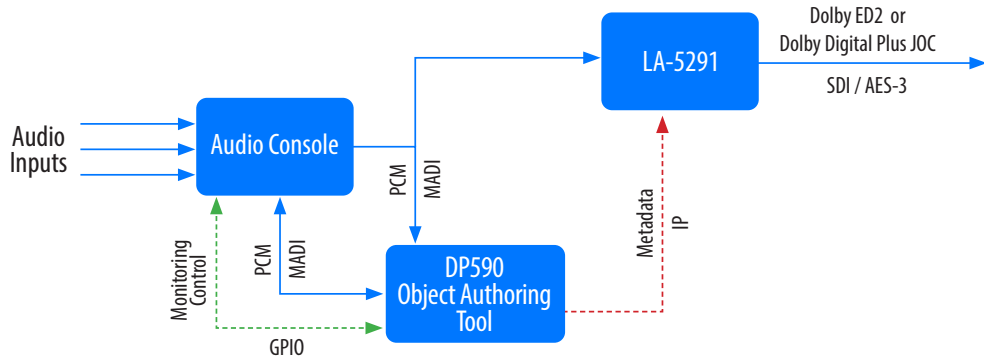 Dolby ED2 or
Dolby Digital Plus JOC
SDI / AES-3
LA-5291
Audio
Inputs
Audio Console
PCM
MADI
Metadata
IP
Monitoring
Control
PCM
MADI
DP590
Object Authoring
Tool
GPIO